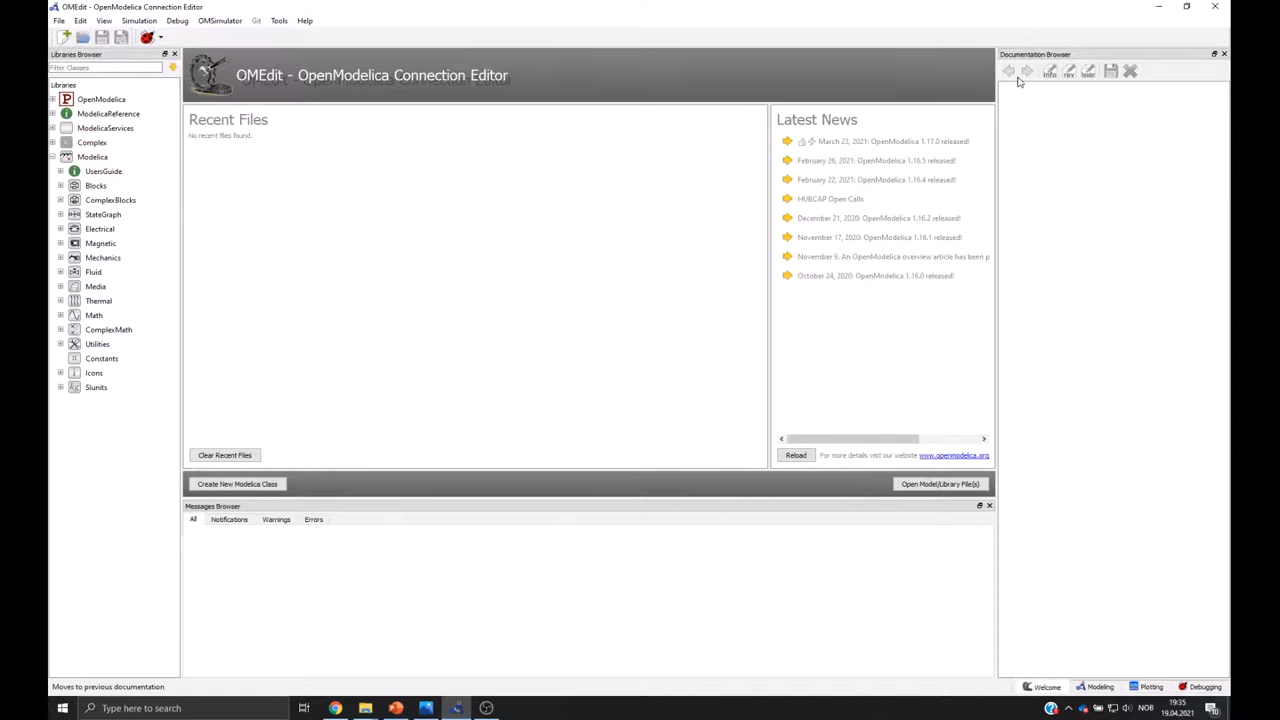 OMEdit - OpenModelica Connection Editor
File Edit View Simulation Debug OMSimulator Git Tools Help
Libraries Browser
Filter Classes
Libraries
P OpenModelica
ModelicaReference
ModelicaServices
Complex
Modelica
UsersGuide
Blocks
ComplexBlocks
StateGraph
Electrical
Magnetic
Mechanics
Fluid
Media
Thermal
Math
ComplexMath
Utilities
Constants
Icons
SIunits
OMEdit - OpenModelica Connection Editor
Recent Files
No recent files found.
Clear Recent Files
Latest News
March 23, 2021: OpenModelica 1.17.0 released!
February 26, 2021: OpenModelica 1.16.5 released!
February 22, 2021: OpenModelica 1.16.4 released!
HUBCAP Open Calls
December 21, 2020: OpenModelica 1.16.2 released!
November 17, 2020: OpenModelica 1.16.1 released!
November 9. An OpenModelica overview article has been p
October 24, 2020: OpenModelica 1.16.0 released!
Reload For more details visit our website www.openmodelica.org
Create New Modelica Class Open Model/Library File(s)
Messages Browser
All Notifications Warnings Errors
Documentation Browser
info rev
Moves to previous documentation
Welcome Modeling Plotting Debugging
Type here to search
NOB
19:35
19.04.2021